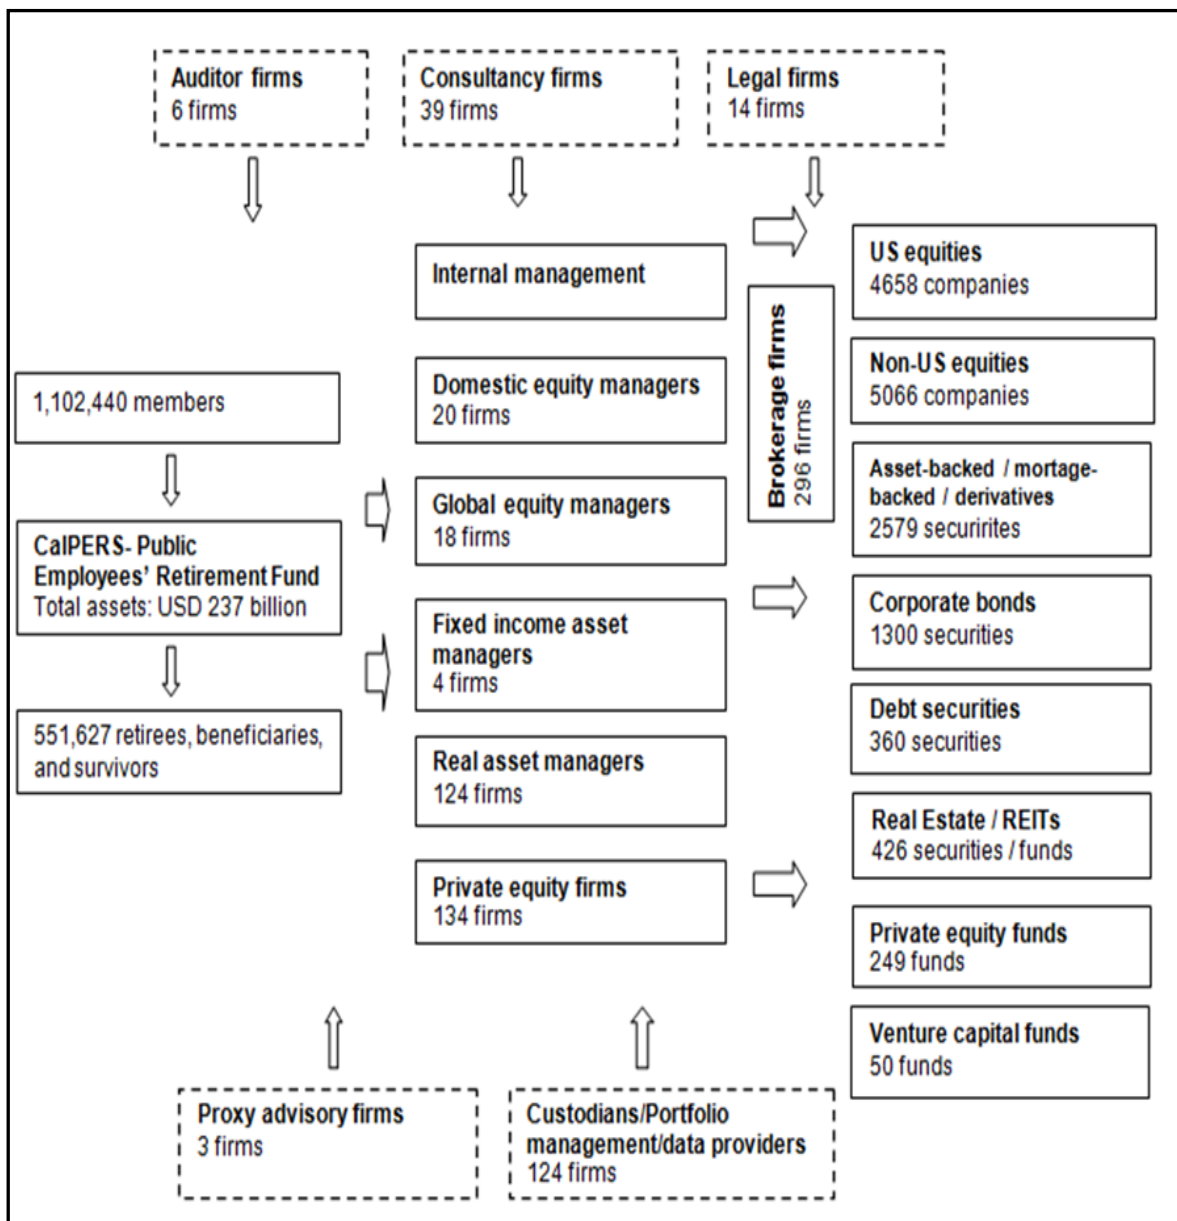 Auditor firms
6 firms
Consultancy firms
39 firms
Legal firms
14 firms
1,102,440 members
CalPERS- Public
Employees’ Retirement Fund
Total assets: USD 237 billion
551,627 retirees, beneficiaries,
and survivors
Internal management
Domestic equity managers
20 firms
Global equity managers
18 firms
Fixed income asset
managers
4 firms
Real asset managers
124 firms
Private equity firms
134 firms
Brokerage firms
296 firms
US equities
4658 companies
Non-US equities
5066 companies
Asset-backed / mortage-
backed / derivatives
2579 securirites
Corporate bonds
1300 securities
Debt securities
360 securities
Real Estate / REITs
426 securities / funds
Private equity funds
249 funds
Venture capital funds
50 funds
Proxy advisory firms
3 firms
Custodians/Portfolio
management/data providers
124 firms